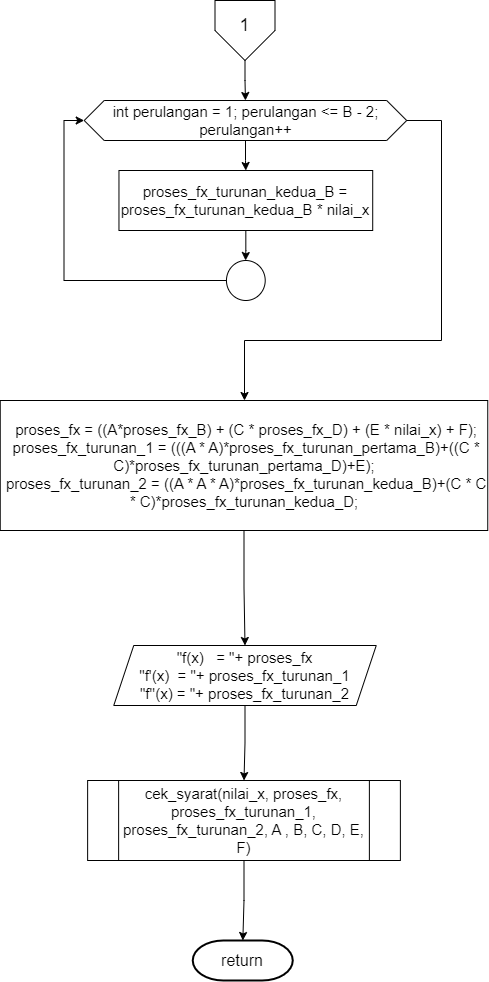 1
int perulangan = 1; perulangan <= B - 2;
perulangan++
proses_fx_turunan_kedua_B =
proses_fx_turunan_kedua_B * nilai_x
proses_fx = ((A*proses_fx_B) + (C * proses_fx_D) + (E * nilai_x) + F);
proses_fx_turunan_1 = (((A * A)*proses_fx_turunan_pertama_B)+((C *
C)*proses_fx_turunan_pertama_D)+E);
proses_fx_turunan_2 = ((A * A * A)*proses_fx_turunan_kedua_B)+(C * C
* C)*proses_fx_turunan_kedua_D;
"f(x)   = "+ proses_fx
"f'(x)  = "+ proses_fx_turunan_1
"f''(x) = "+ proses_fx_turunan_2
cek_syarat(nilai_x, proses_fx,
proses_fx_turunan_1,
proses_fx_turunan_2, A , B, C, D, E,
F)
return